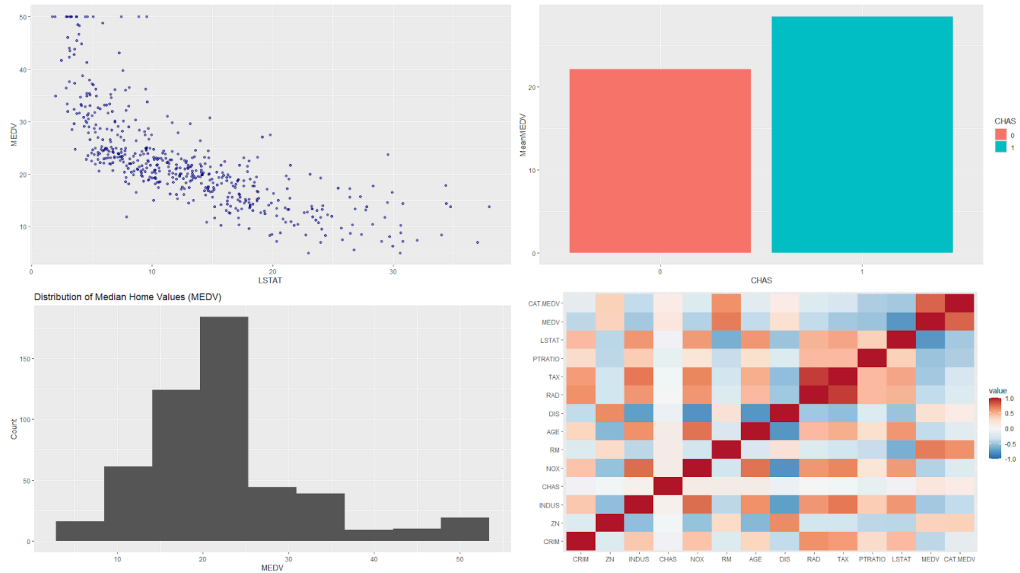 50
40
30
20
10
MEDV
0
10
20
30
LSTAT
20
10
0
MeanMEDV
0
1
CHAS
CHAS
0
1
Distribution of Median Home Values (MEDV)
150
100
50
0
Count
10
20
30
40
50
MEDV
CAT.MEDV
MEDV
LSTAT
PTRATIO
TAX
RAD
DIS
AGE
RM
NOX
CHAS
INDUS
ZN
CRIM
CRIM ZN INDUS CHAS NOX RM AGE DIS RAD TAX PTRATIO LSTAT MEDV CAT.MEDV
value
1.0
0.5
0.0
-0.5
-1.0